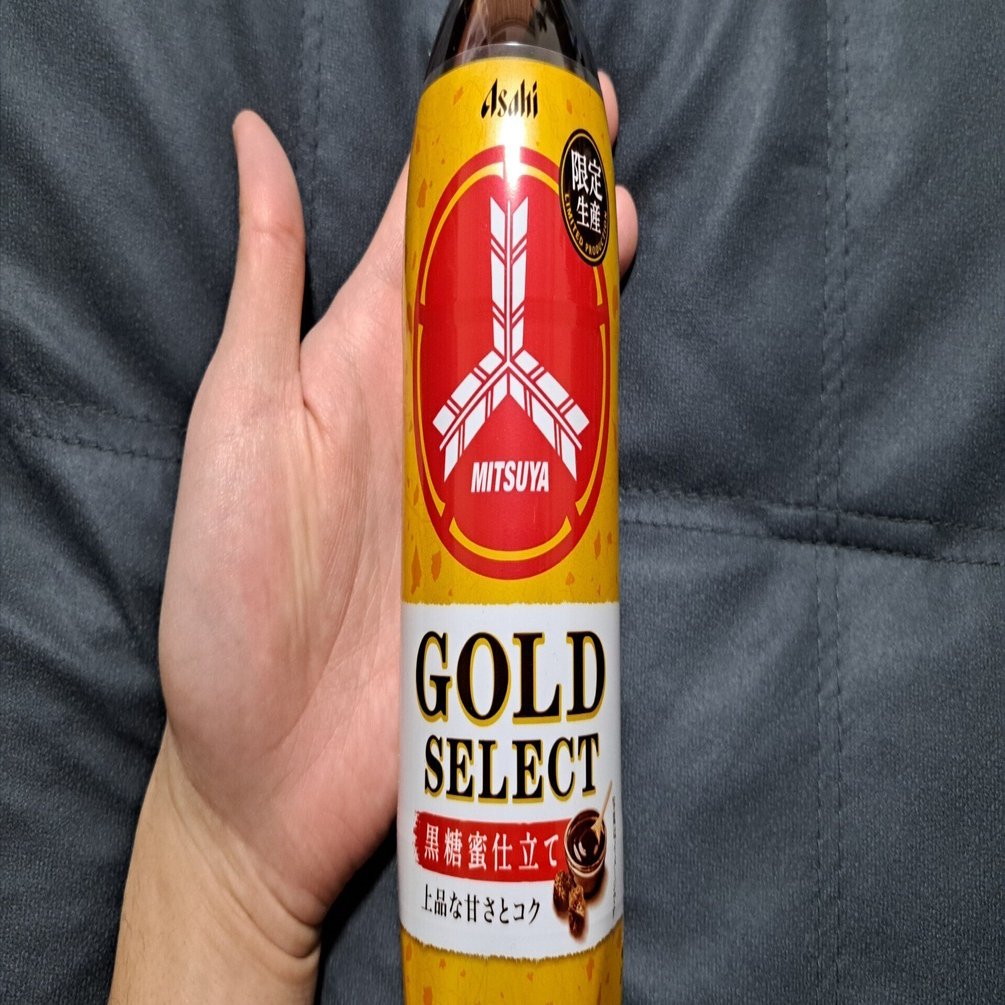 Asahi
限定
生産
LIMITED PRODUCTION
MITSUYA
GOLD
SELECT
黒糖蜜仕立て
上品な甘さとコク